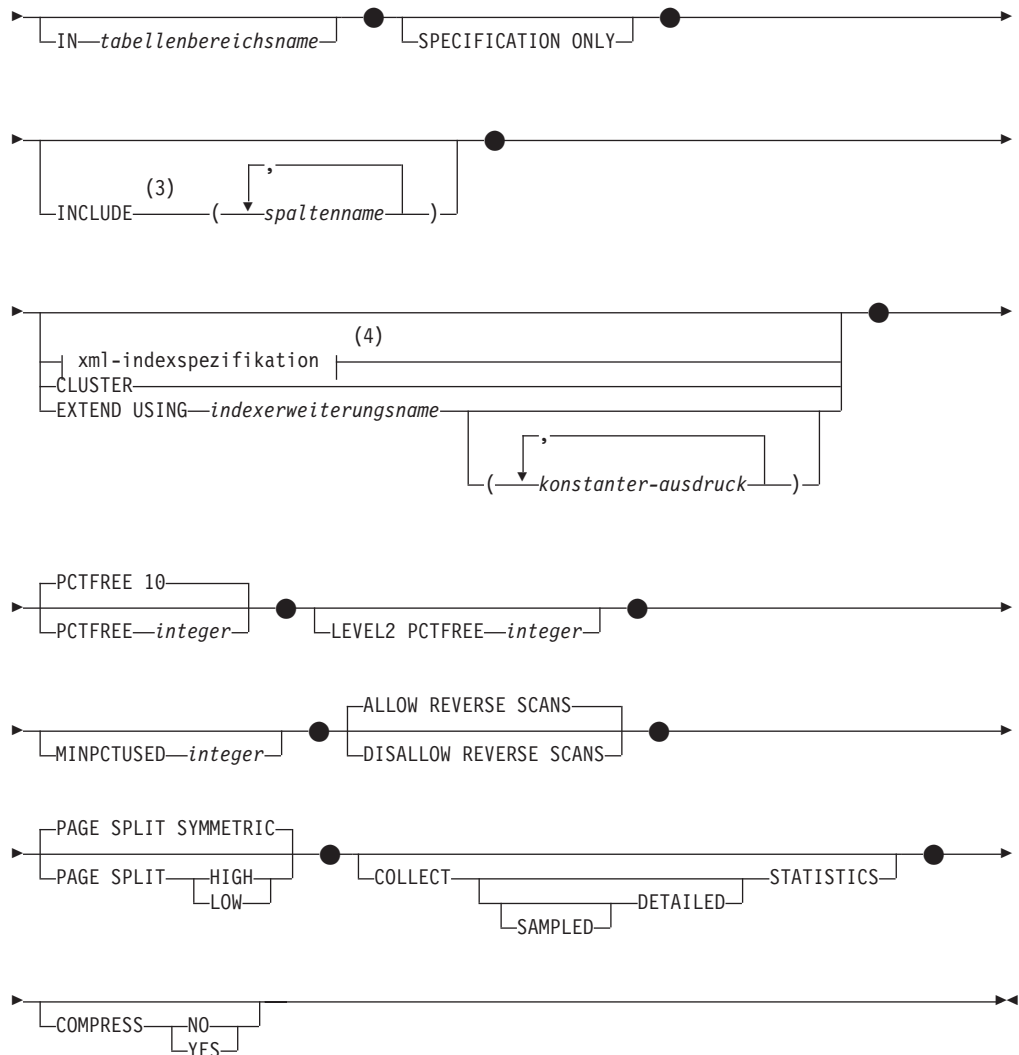 IN tabellenbereichsname SPECIFICATION ONLY
,
(3)
INCLUDE ( spaltenname )
(4)
xml-indexspezifikation
CLUSTER
EXTEND USING indexerweiterungsname
,
( konstanter-ausdruck )
PCTFREE 10
PCTFREE integer LEVEL2 PCTFREE integer
ALLOW REVERSE SCANS
MINPCTUSED integer DISALLOW REVERSE SCANS
PAGE SPLIT SYMMETRIC
PAGE SPLIT HIGH COLLECT STATISTICS
LOW DETAILED
SAMPLED
COMPRESS NO
YES